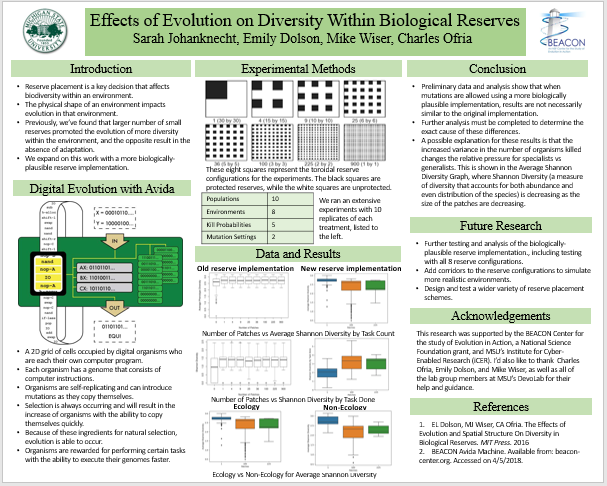 Effects of Evolution on Diversity Within Biological Reserves
Sarah Johanknecht, Emily Dolson, Mike Wiser, Charles Ofria
MICHIGAN STATE
UNIVERSITY
BEACON
Introduction
Reserve placement is a key decision that affects
biodiversity within an environment.
The physical shape of an environment impacts
evolution in that environment.
Previously, we've found that larger number of small
reserves promoted the evolution of more diversity
within the environment, and the opposite result in the
absence of adaptation.
We expand on this work with a more biologically-
plausible reserve implementation.
Digital Evolution with Avida
X = 00010110...
Y = 10000100...
IN
nand
nop-A
nop-A
AX: 01101101...
BX: 11010011...
CX: 10110110...
OUT
01101101...
EQU!
A 2D grid of cells occupied by digital organisms who
are each their own computer program.
Each organism has a genome that consists of
computer instructions.
Organisms are self-replicating and can introduce
mutations as they copy themselves.
Selection is always occurring and will result in the
increase of organisms with the ability to copy
themselves quickly.
Because of these ingredients for natural selection,
evolution is able to occur.
Organisms are rewarded for performing certain tasks
with the ability to execute their genomes faster.
Experimental Methods
1 (30 by 30)
4 (15 by 15)
9 (10 by 10)
25 (6 by 6)
36 (5 by 5)
100 (3 by 3)
225 (2 by 2)
900 (1 by 1)
These eight squares represent the toroidal reserve
configurations for the experiments. The black squares are
protected reserves, while the white squares are unprotected.
Populations 10
Environments 8
Kill Probabilities 5
Mutation Settings 2
We ran an extensive
experiments with 10
replicates of each
treatment, listed to
the left.
Data and Results
Old reserve implementation New reserve implementation
Number of Patches vs Average Shannon Diversity by Task Count
Number of Patches vs Shannon Diversity by Task Done
Ecology Non-Ecology
Ecology vs Non-Ecology for Average Shannon Diversity
Conclusion
Preliminary data and analysis show that when
mutations are allowed using a more biologically
plausible implementation, results are not necessarily
similar to the original implementation.
Further analysis must be completed to determine the
exact cause of these differences.
A possible explanation for these results is that the
increased variance in the number of organisms killed
changes the relative pressure for specialists vs
generalists. This is shown in the Average Shannon
Diversity Graph, where Shannon Diversity (a measure
of diversity that accounts for both abundance and
even distribution of the species) is decreasing as the
size of the patches are decreasing.
Future Research
Further testing and analysis of the biologically-
plausible reserve implementation., including testing
with all 8 reserve configurations.
Add corridors to the reserve configurations to simulate
more realistic environments.
Design and test a wider variety of reserve placement
schemes.
Acknowledgements
This research was supported by the BEACON Center for
the study of Evolution in Action, a National Science
Foundation grant, and MSU's Institute for Cyber-
Enabled Research (iCER). I'd also like to thank Charles
Ofria, Emily Dolson, and Mike Wiser, as well as all of
the lab group members at MSU's DevoLab for their
help and guidance.
References
1. EL Dolson, MJ Wiser, CA Ofria. The Effects of
Evolution and Spatial Structure On Diversity in
Biological Reserves. MIT Press. 2016
2. BEACON Avida Machine. Available from: beacon-
center.org. Accessed on 4/5/2018.